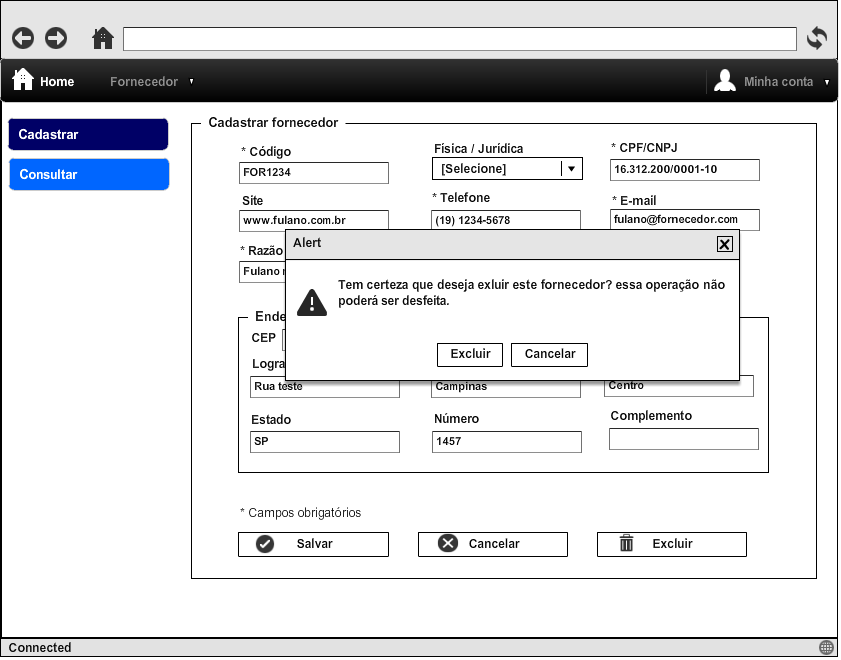 Home
Fornecedor
Minha conta
Cadastrar
Consultar
Cadastrar fornecedor
* Código
Física / Jurídica
* CPF/CNPJ
FOR1234
[Selecione]
16.312.200/0001-10
Site
* Telefone
* E-mail
www.fulano.com.br
(19) 1234-5678
fulano@fornecedor.com
* Razão
Fulano
Alert
Tem certeza que deseja exluir este fornecedor? essa operação não
poderá ser desfeita.
Excluir
Cancelar
Ende
CEP
Logra
Rua teste
Campinas
Centro
Estado
Número
Complemento
SP
1457
* Campos obrigatórios
Salvar
Cancelar
Excluir
Connected